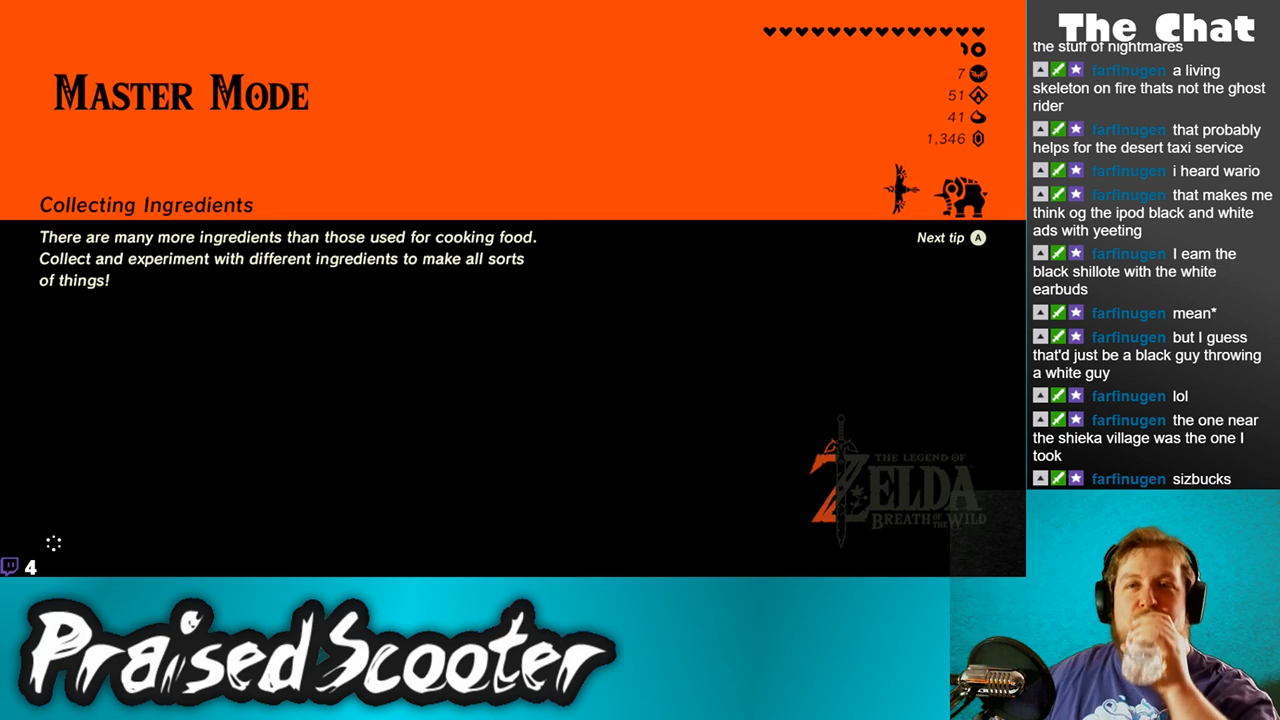 MASTER MODE
7
51
41
1,346
Collecting Ingredients
There are many more ingredients than those used for cooking food.
Collect and experiment with different ingredients to make all sorts
of things!
Next tip A
THE LEGEND OF
ZELDA
BREATH OF THE WILD
4
PraisedScooter
The Chat
the stuff of nightmares
farfinugen a living
skeleton on fire thats not the ghost
rider
farfinugen that probably
helps for the desert taxi service
farfinugen i heard wario
farfinugen that makes me
think og the ipod black and white
ads with yeeting
farfinugen I eam the
black shillote with the white
earbuds
farfinugen mean*
farfinugen but I guess
that'd just be a black guy throwing
a white guy
farfinugen lol
farfinugen the one near
the shieka village was the one I
took
farfinugen sizbucks